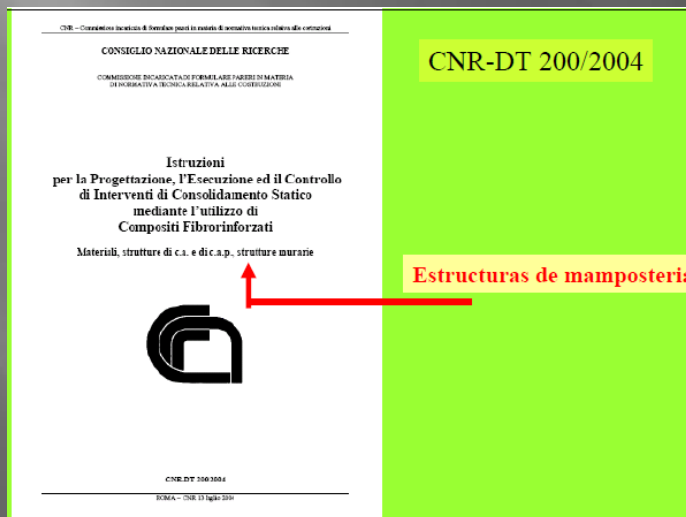 CNR – Commissione incaricata di formulare pareri in materia di normativa tecnica relativa alle costruzioni
CONSIGLIO NAZIONALE DELLE RICERCHE
COMMISSIONE INCARICATA DI FORMULARE PARERI IN MATERIA
DI NORMATIVA TECNICA RELATIVA ALLE COSTRUZIONI
CNR-DT 200/2004
Istruzioni
per la Progettazione, l'Esecuzione ed il Controllo
di Interventi di Consolidamento Statico
mediante l'utilizzo di
Compositi Fibrorinforzati
Materiali, strutture di c.a. e di c.a.p., strutture murarie
Estructuras de mamposteria
CNR-DT 200/2004
ROMA – CNR 13 luglio 2004